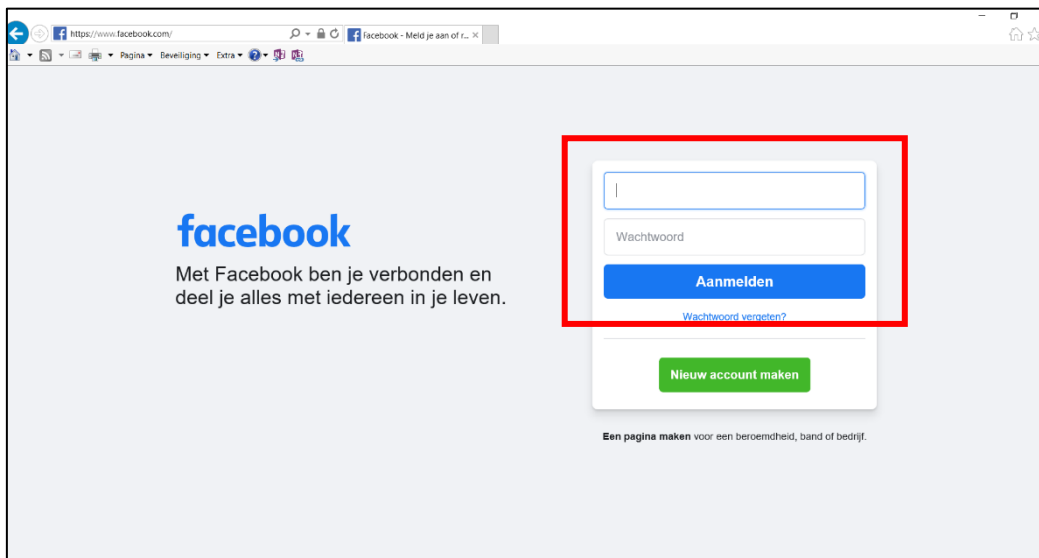 https://www.facebook.com/
Facebook - Meld je aan of r...
Pagina Beveiliging Extra
facebook
Met Facebook ben je verbonden en
deel je alles met iedereen in je leven.
Wachtwoord
Aanmelden
Wachtwoord vergeten?
Nieuw account maken
Een pagina maken voor een beroemdheid, band of bedrijf.